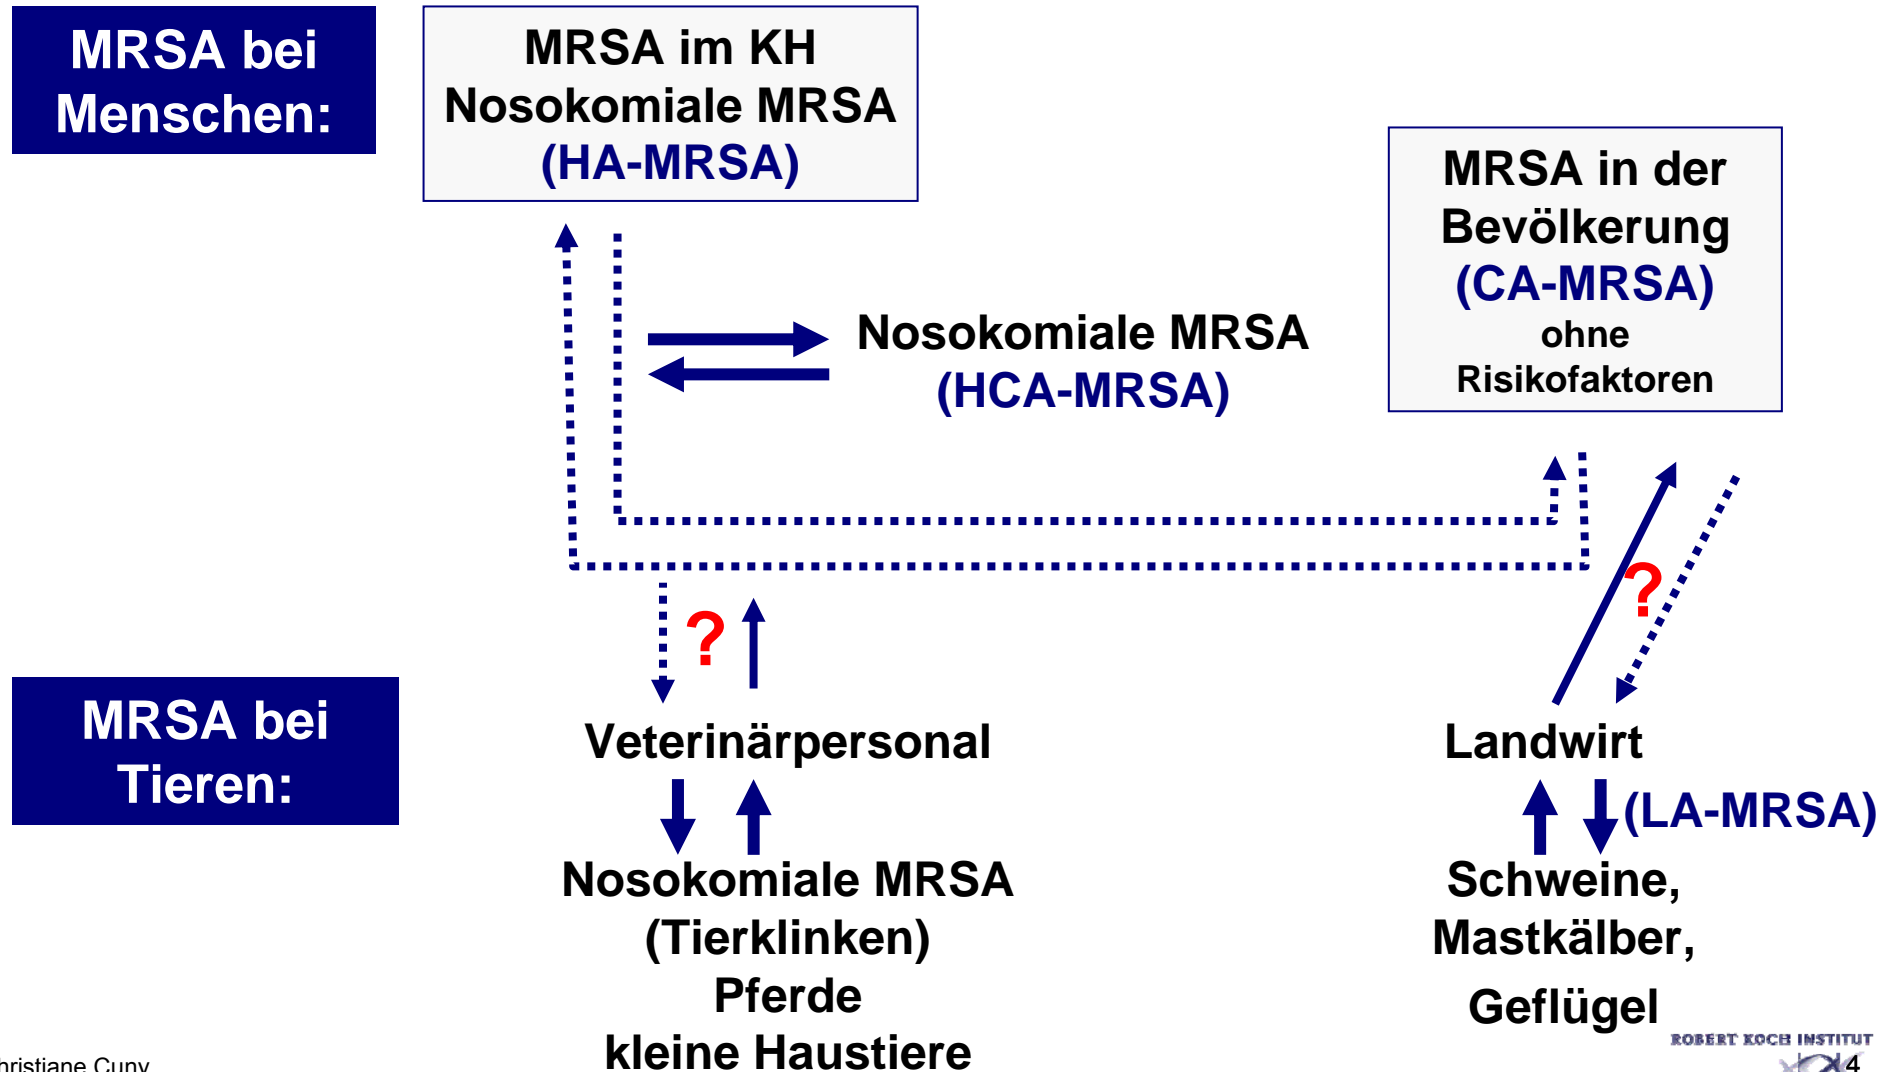 MRSA bei
Menschen:
MRSA im KH
Nosokomiale MRSA
(HA-MRSA)
MRSA in der
Bevölkerung
(CA-MRSA)
ohne
Risikofaktoren
Nosokomiale MRSA
(HCA-MRSA)
?
?
MRSA bei
Tieren:
Veterinärpersonal
Landwirt
(LA-MRSA)
Nosokomiale MRSA
(Tierklinken)
Pferde
kleine Haustiere
Schweine,
Mastkälber,
Geflügel
hristiane Cuny
ROBERT KOCH INSTITUT
4